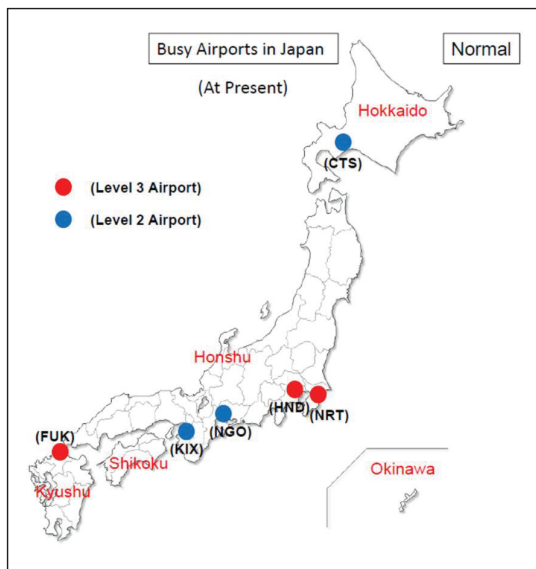 Busy Airports in Japan
Normal
(At Present)
Hokkaido
(CTS)
(Level 3 Airport)
(Level 2 Airport)
Honshu
(HND)
(NRT)
(NGO)
(FUK)
(KIX)
Shikoku
Okinawa
Kyushu